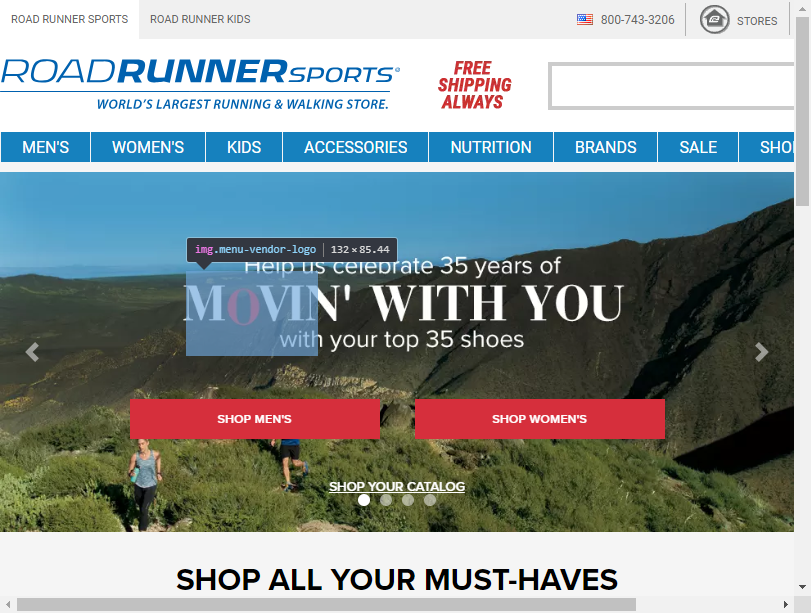 ROAD RUNNER SPORTS
ROAD RUNNER KIDS
800-743-3206
STORES
ROADRUNNERSPORTS
WORLD'S LARGEST RUNNING & WALKING STORE.
FREE
SHIPPING
ALWAYS
MEN'S
WOMEN'S
KIDS
ACCESSORIES
NUTRITION
BRANDS
SALE
img.menu-vendor-logo | 132 × 85.44
Help us celebrate 35 years of
MOVIN' WITH YOU
with your top 35 shoes
SHOP MEN'S
SHOP WOMEN'S
SHOP YOUR CATALOG
SHOP ALL YOUR MUST-HAVES